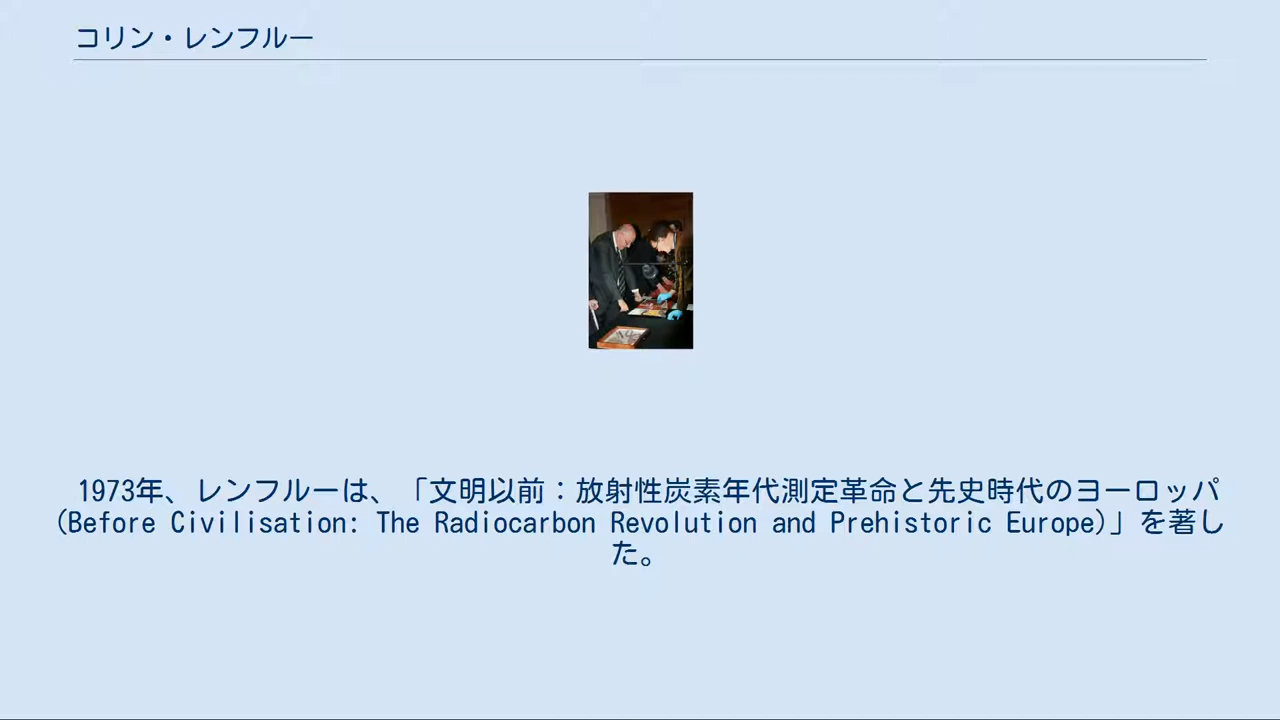 コリン・レンフルー
1973年、レンフルーは、「文明以前：放射性炭素年代測定革命と先史時代のヨーロッパ
(Before Civilisation: The Radiocarbon Revolution and Prehistoric Europe)」を著し
た。